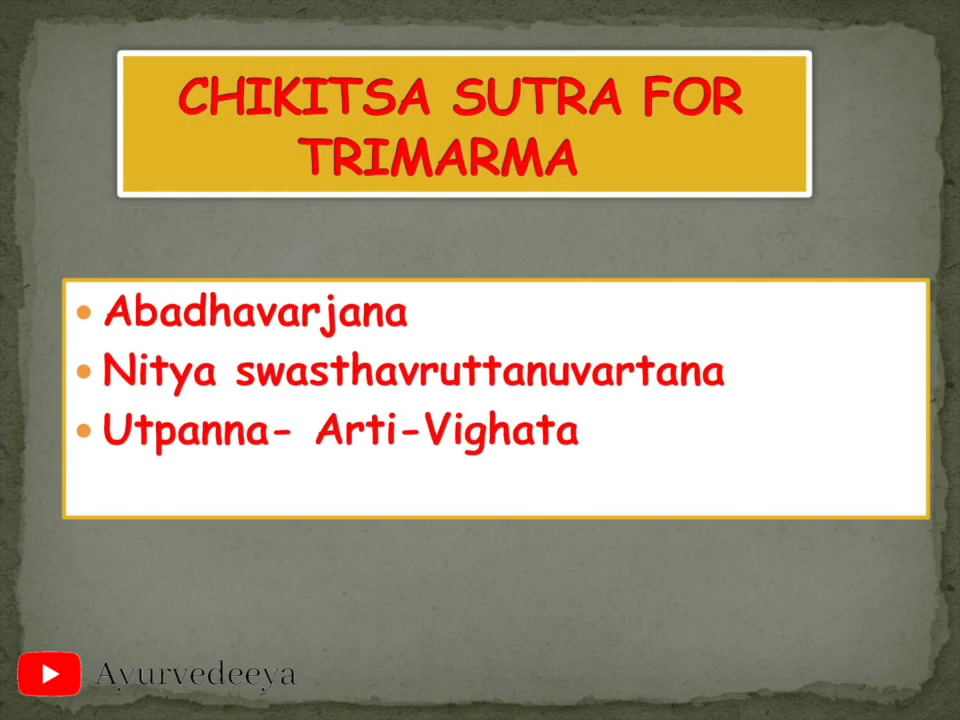 CHIKITSA SUTRA FOR
TRIMARMA
Abadhavarjana
Nitya swasthavruttanuvartana
Utpanna- Arti-Vighata
Ayurvedeeya